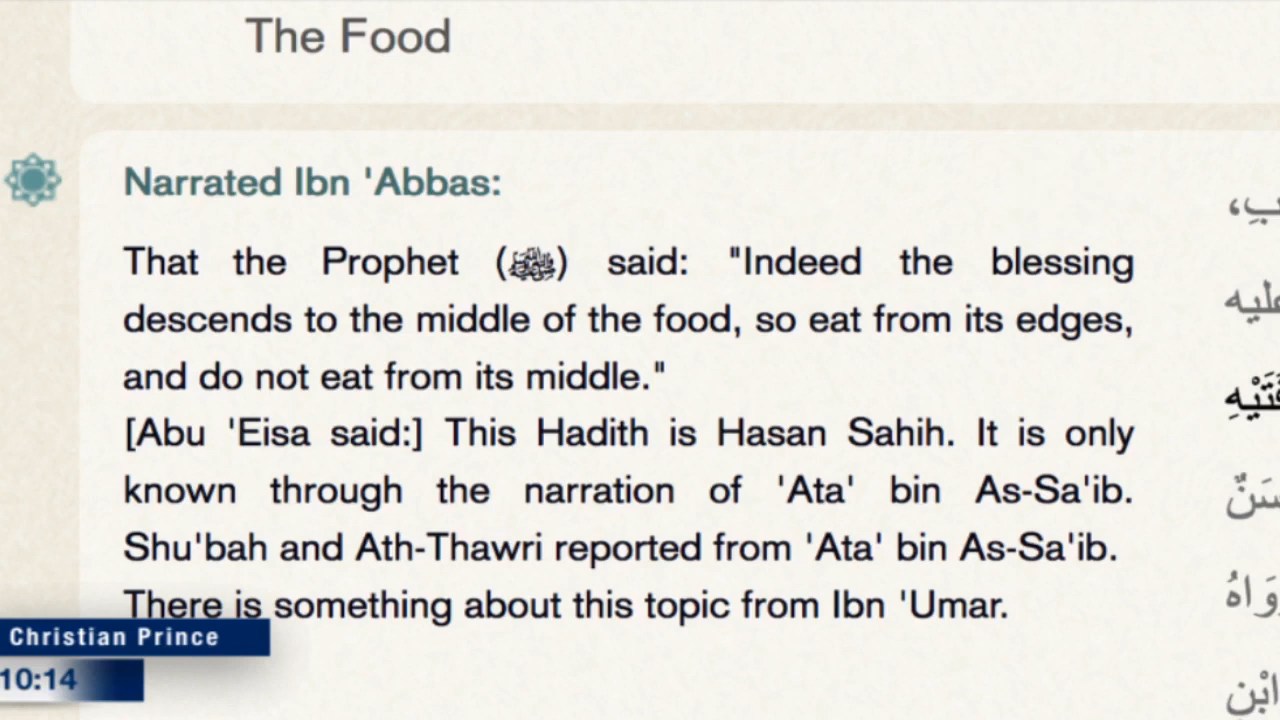 The Food
Narrated Ibn 'Abbas:
That the Prophet (ﷺ) said: "Indeed the blessing
descends to the middle of the food, so eat from its edges,
and do not eat from its middle."
[Abu 'Eisa said:] This Hadith is Hasan Sahih. It is only
known through the narration of 'Ata' bin As-Sa'ib.
Shu'bah and Ath-Thawri reported from 'Ata' bin As-Sa'ib.
There is something about this topic from Ibn 'Umar.
Christian Prince
10:14